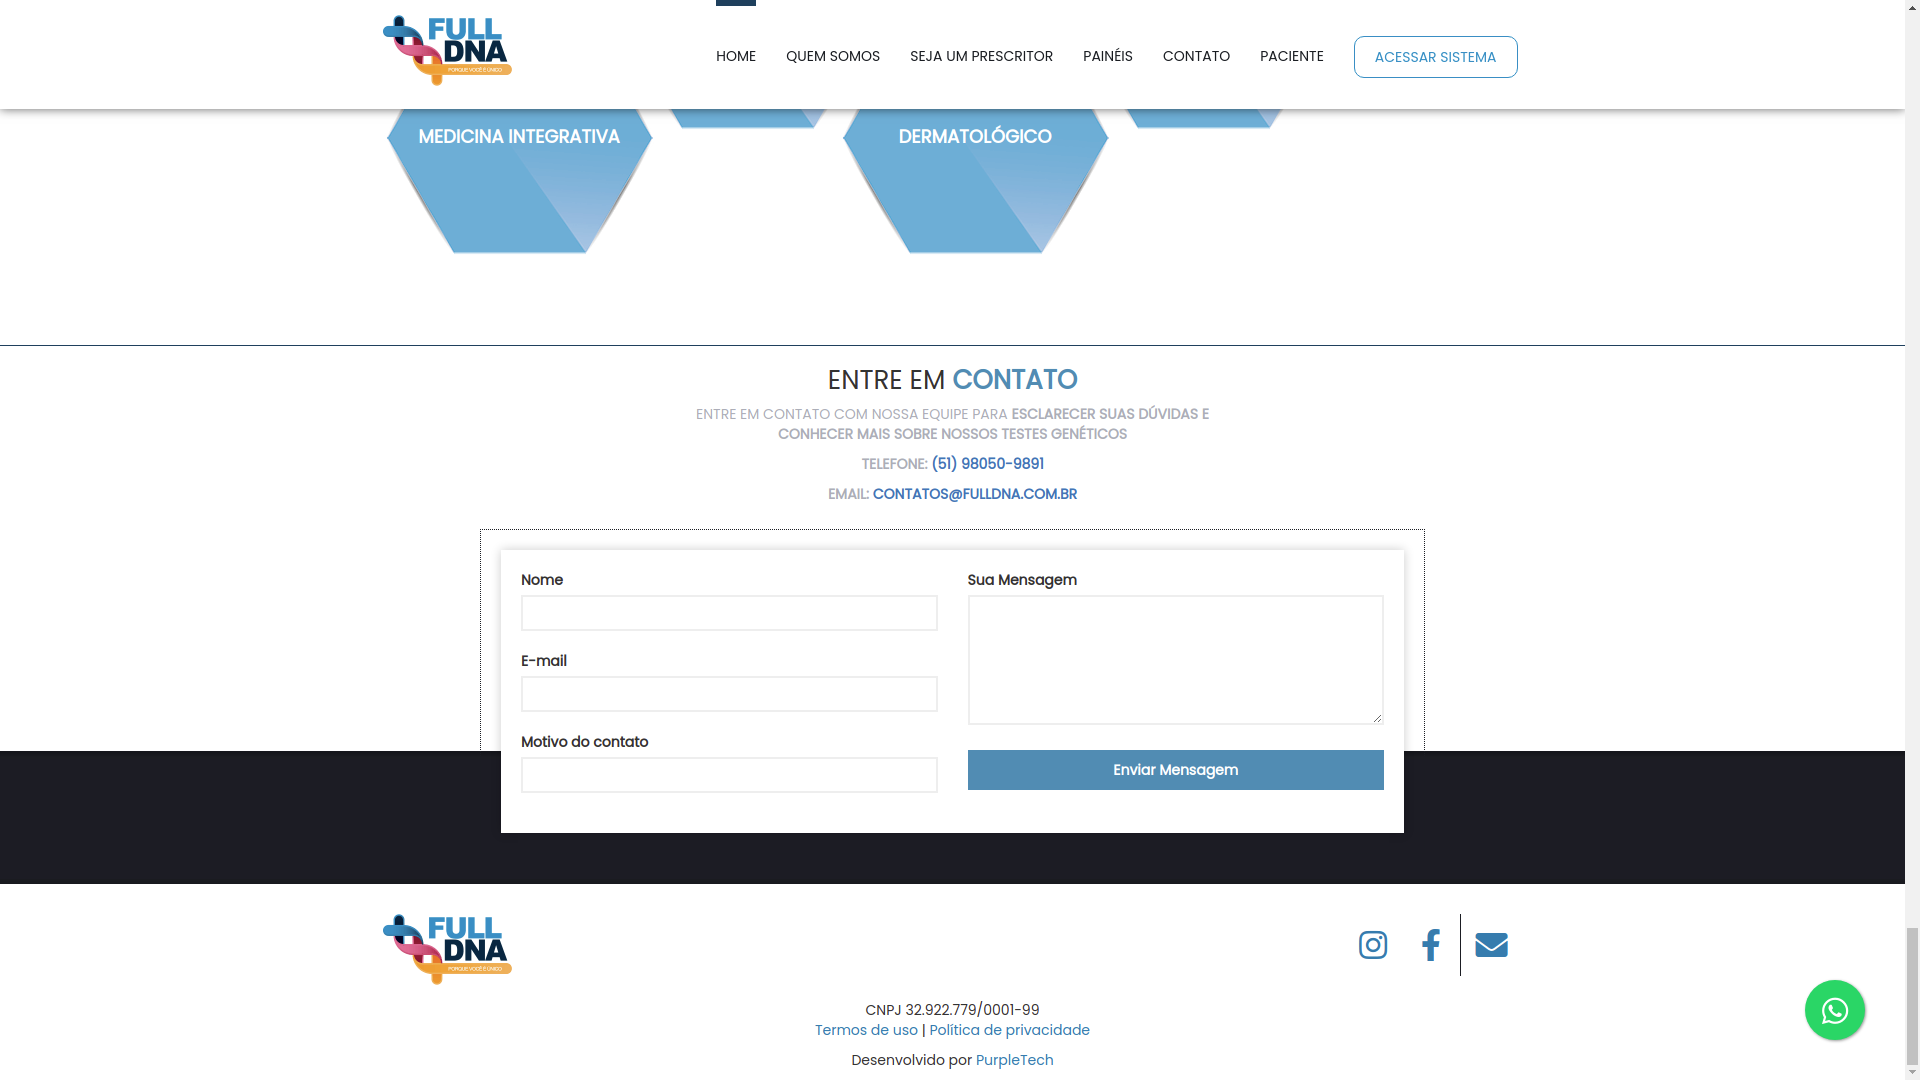 FULL
DNA
PORQUE VOCÊ É ÚNICO
HOME
QUEM SOMOS
SEJA UM PRESCRITOR
PAINÉIS
CONTATO
PACIENTE
ACESSAR SISTEMA
MEDICINA INTEGRATIVA
DERMATOLÓGICO
ENTRE EM CONTATO
ENTRE EM CONTATO COM NOSSA EQUIPE PARA ESCLARECER SUAS DÚVIDAS E
CONHECER MAIS SOBRE NOSSOS TESTES GENÉTICOS
TELEFONE: (51) 98050-9891
EMAIL: CONTATOS@FULLDNA.COM.BR
Nome
E-mail
Motivo do contato
Sua Mensagem
Enviar Mensagem
FULL
DNA
PORQUE VOCÊ É ÚNICO
CNPJ 32.922.779/0001-99
Termos de uso | Política de privacidade
Desenvolvido por PurpleTech